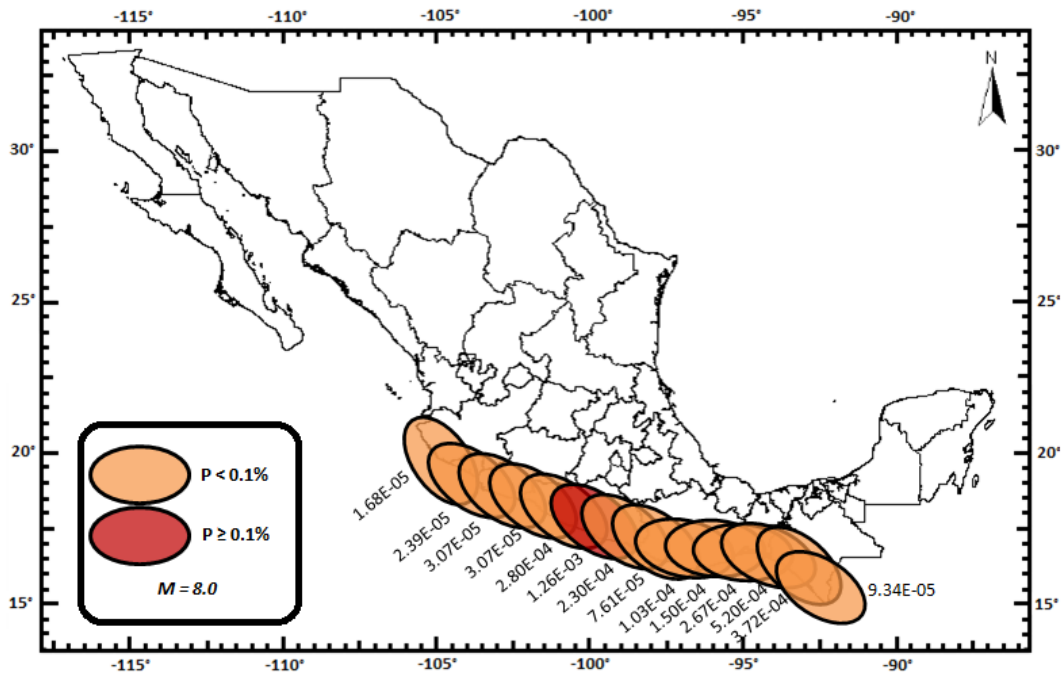 -115° -110° -105° -100° -95° -90°
N
30° 30°
25° 25°
20° 20°
15° 15°
P < 0.1%
P ≥ 0.1%
M = 8.0
1.68E-05
2.39E-05
3.07E-05
3.07E-05
2.80E-04
1.26E-03
2.30E-04
7.61E-05
1.03E-04
1.50E-04
2.67E-04
5.20E-04
3.72E-04
9.34E-05
-115° -110° -105° -100° -95° -90°